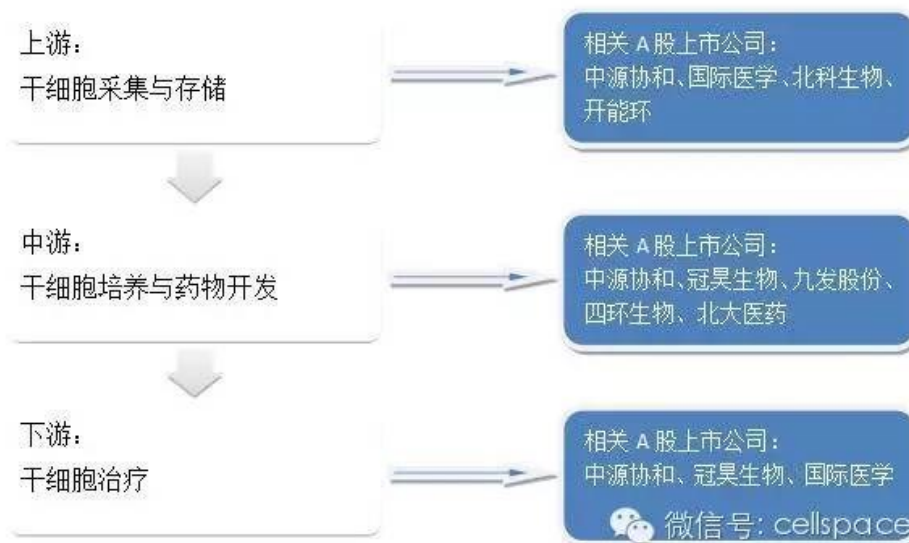 上游：
干细胞采集与存储
相关 A 股上市公司：
中源协和、国际医学、北科生物、
开能环
中游：
干细胞培养与药物开发
相关 A 股上市公司：
中源协和、冠昊生物、九发股份、
四环生物、北大医药
下游：
干细胞治疗
相关 A 股上市公司：
中源协和、冠昊生物、国际医学
微信号: cellspace